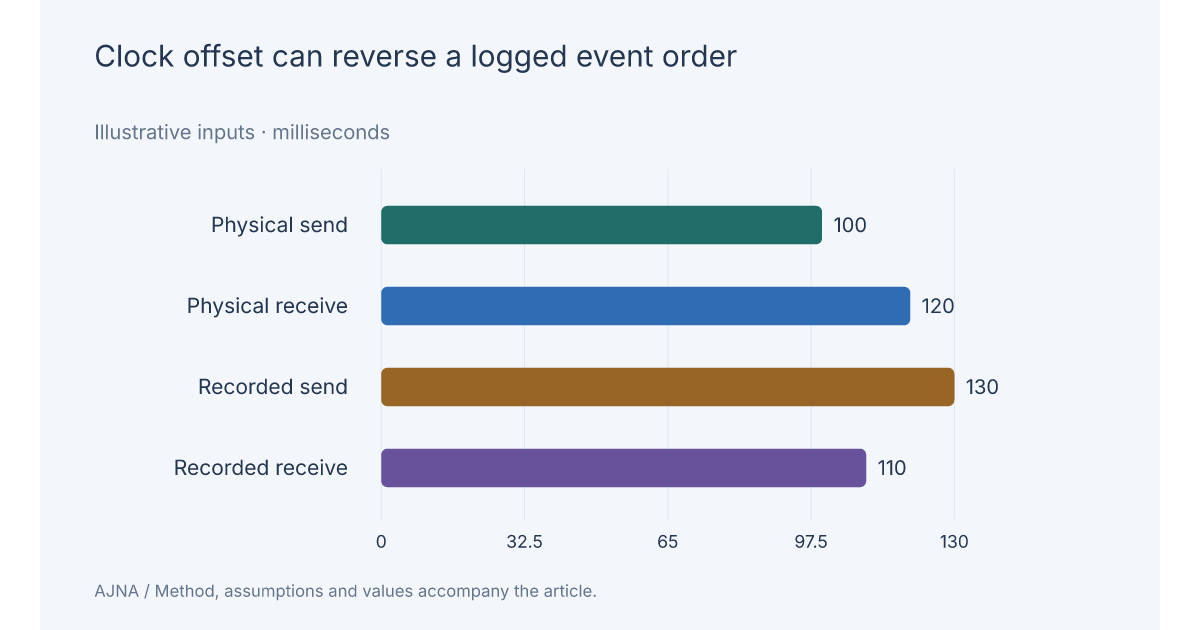 Clock offset can reverse a logged event order
Illustrative inputs · milliseconds
Physical send 100
Physical receive 120
Recorded send 130
Recorded receive 110
0 32.5 65 97.5 130
AJNA / Method, assumptions and values accompany the article.